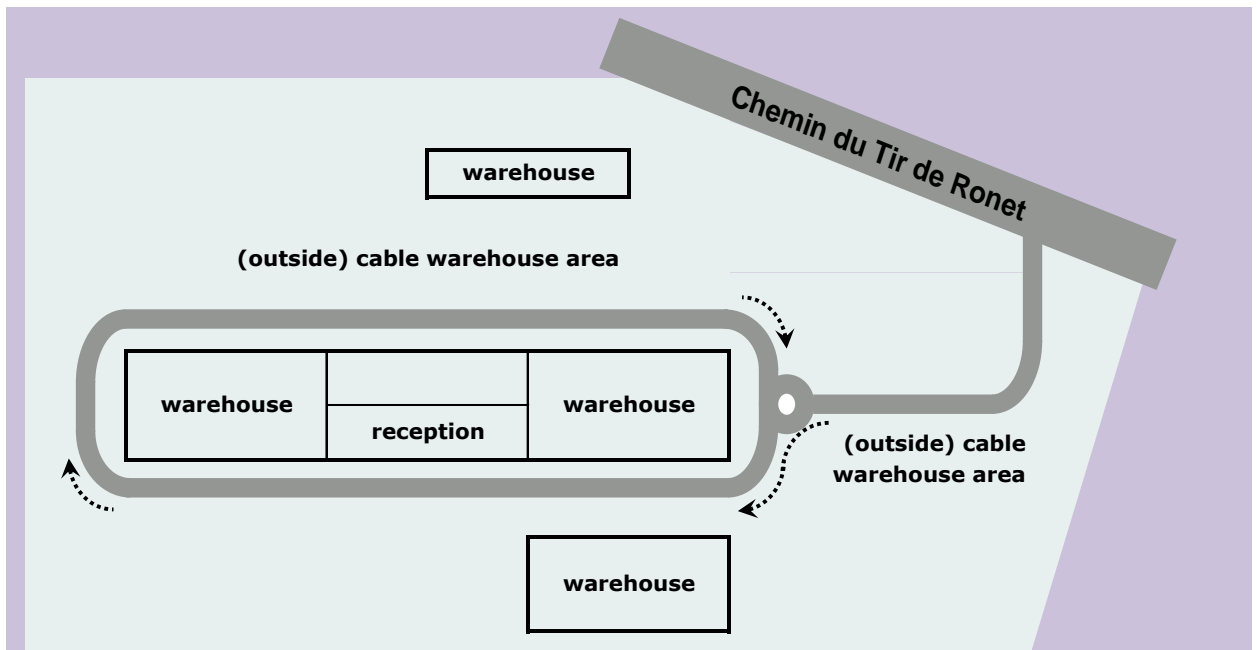 Chemin du Tir de Ronet
warehouse
(outside) cable warehouse area
warehouse
warehouse
reception
(outside) cable
warehouse area
warehouse